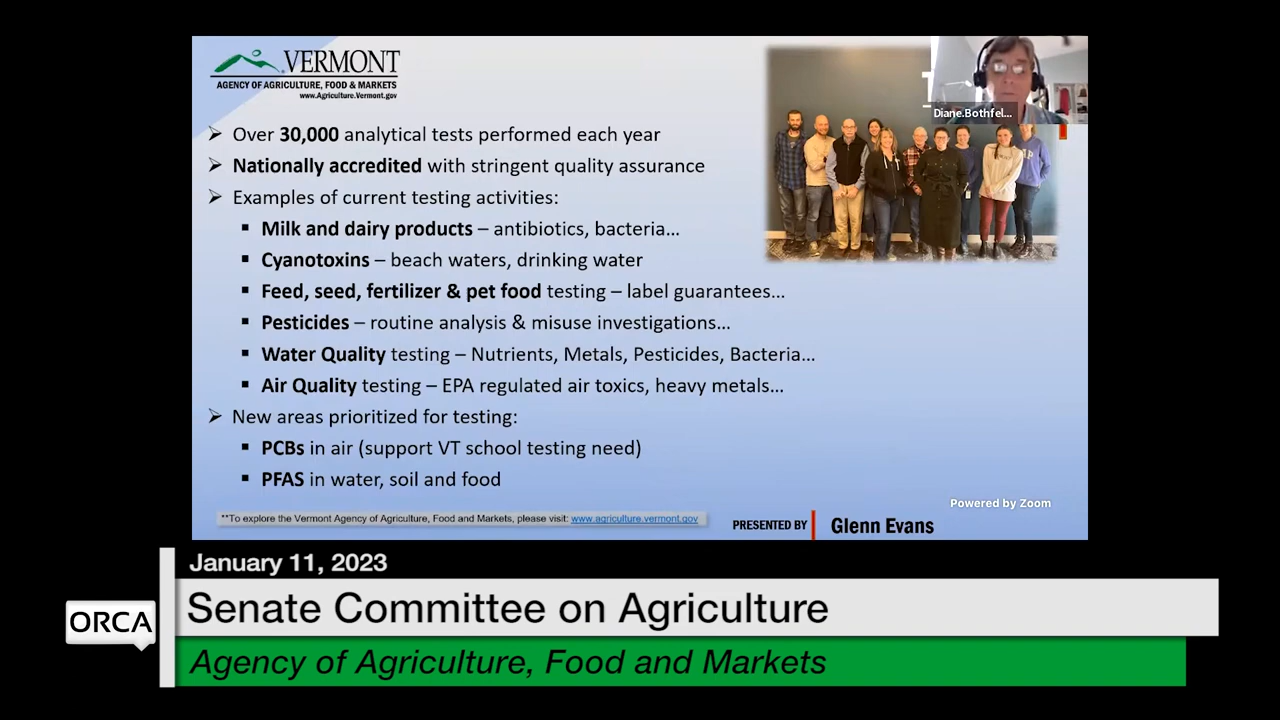 VERMONT
AGENCY OF AGRICULTURE, FOOD & MARKETS
www.Agriculture.Vermont.gov
Diane.Bothfel...
Over 30,000 analytical tests performed each year
Nationally accredited with stringent quality assurance
Examples of current testing activities:
Milk and dairy products – antibiotics, bacteria...
Cyanotoxins – beach waters, drinking water
Feed, seed, fertilizer & pet food testing – label guarantees...
Pesticides – routine analysis & misuse investigations...
Water Quality testing – Nutrients, Metals, Pesticides, Bacteria...
Air Quality testing – EPA regulated air toxics, heavy metals...
New areas prioritized for testing:
PCBs in air (support VT school testing need)
PFAS in water, soil and food
Powered by Zoom
**To explore the Vermont Agency of Agriculture, Food and Markets, please visit: www.agriculture.vermont.gov
PRESENTED BY Glenn Evans
January 11, 2023
ORCA
Senate Committee on Agriculture
Agency of Agriculture, Food and Markets